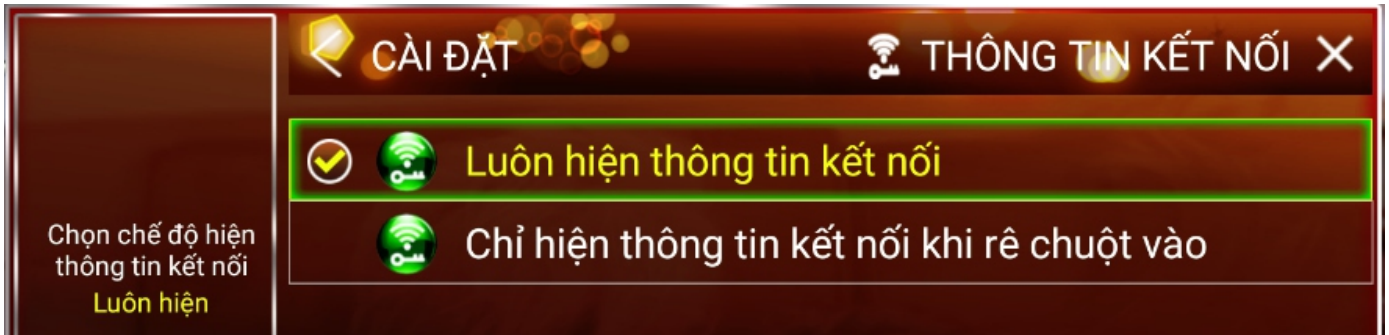 CÀI ĐẶT
THÔNG TIN KẾT NỐI
Luôn hiện thông tin kết nối
Chỉ hiện thông tin kết nối khi rê chuột vào
Chọn chế độ hiện
thông tin kết nối
Luôn hiện